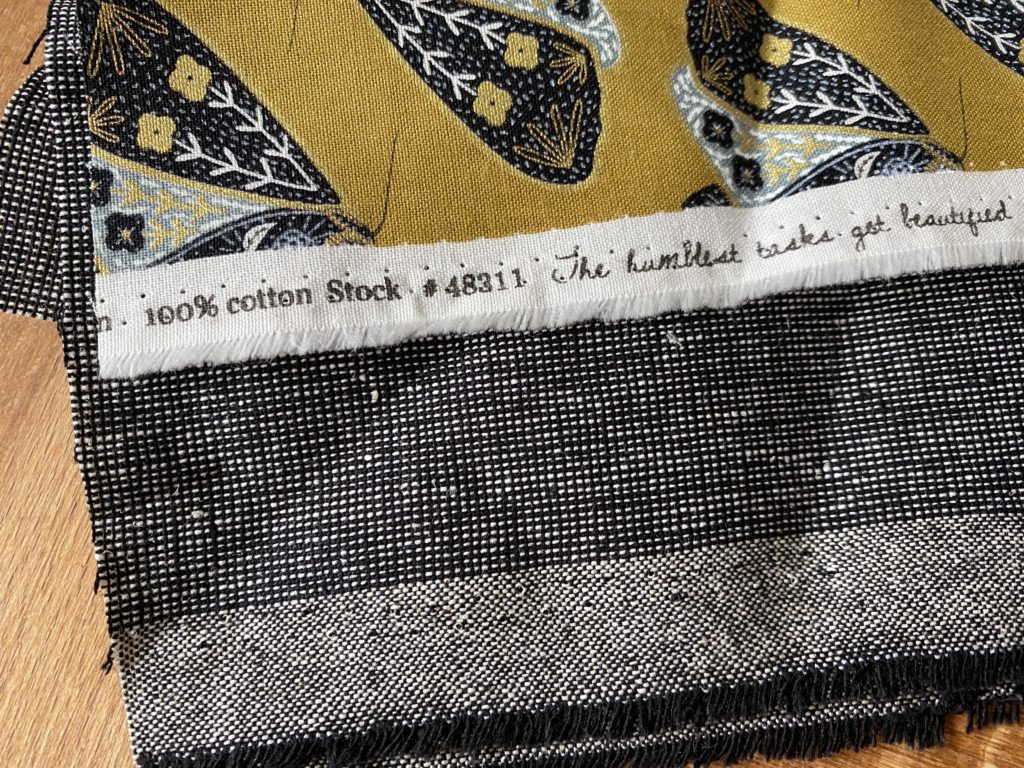 n · 100% cotton Stock · #48311 The humblest tasks get beautified